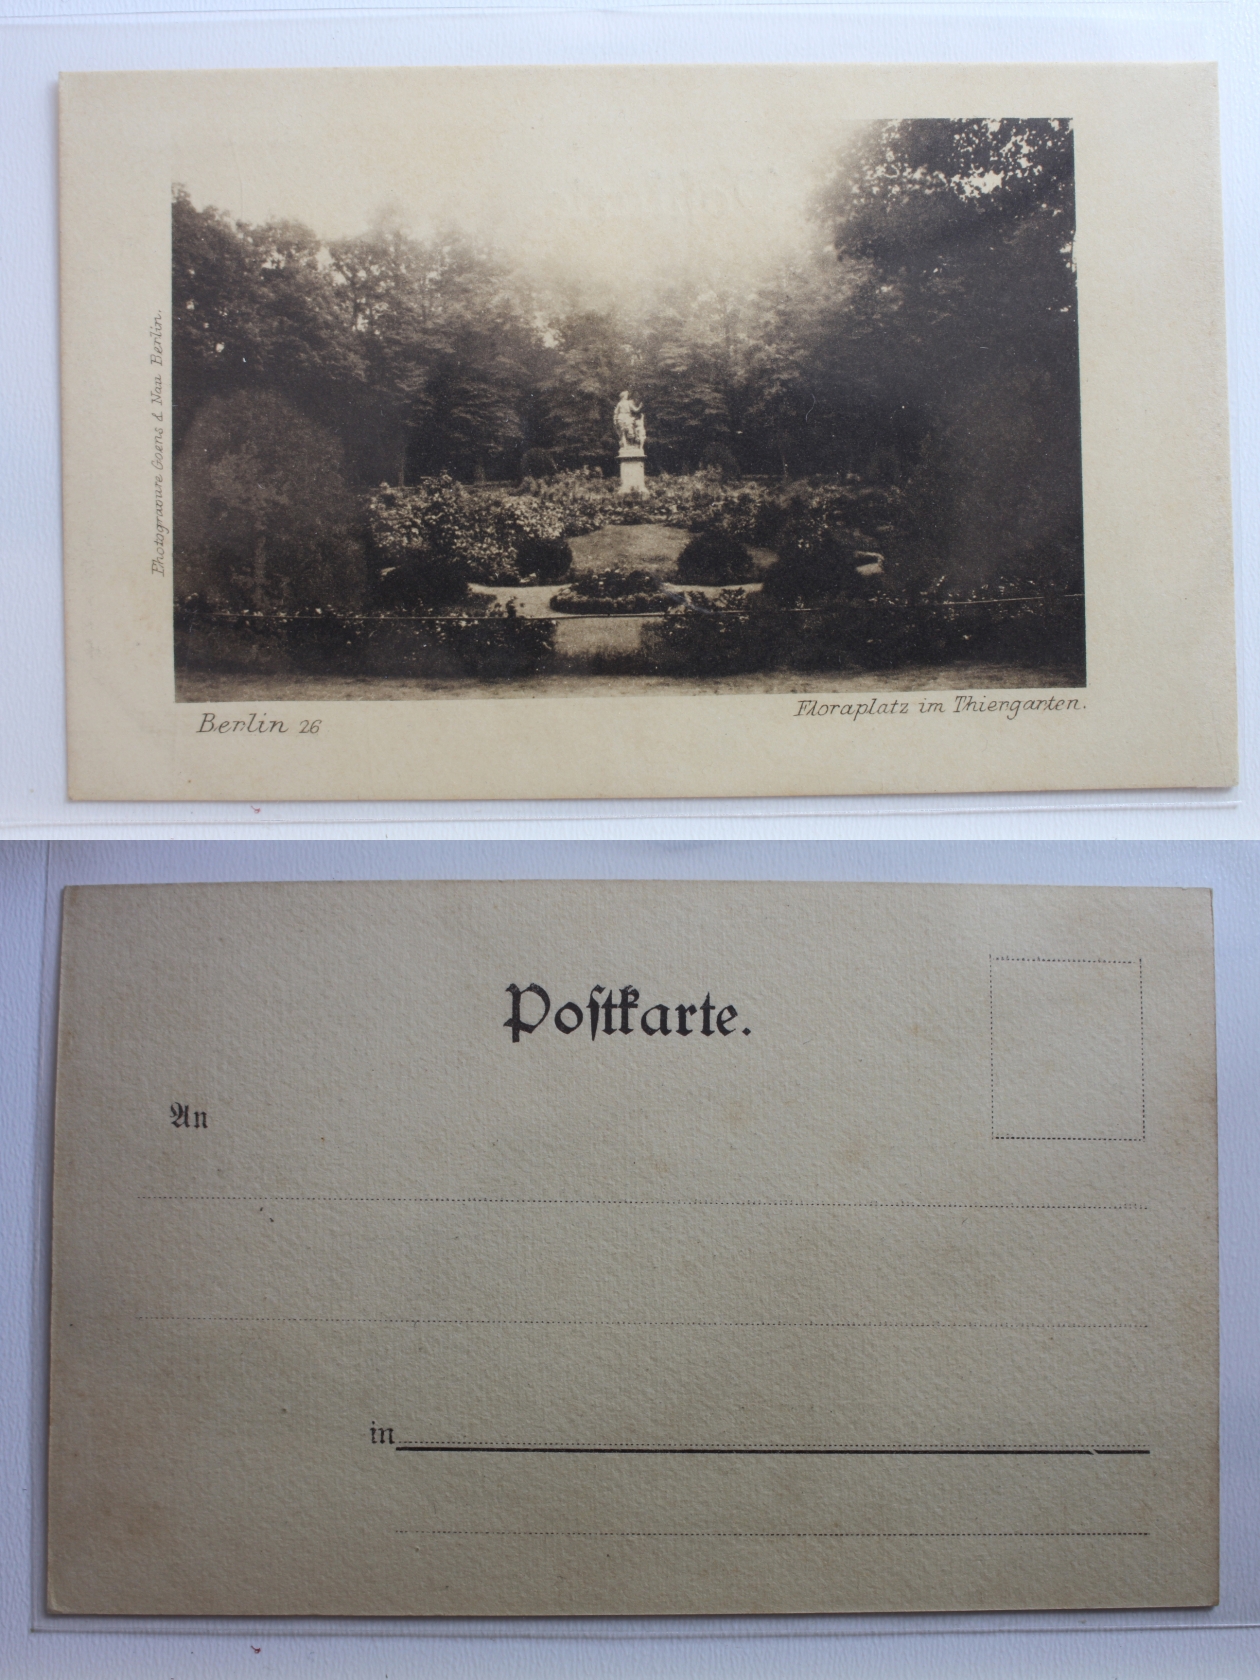 Photogravure Goens & Nau Berlin.
Berlin 26
Floraplatz im Thiergarten.
Poſtkarte.
An
in